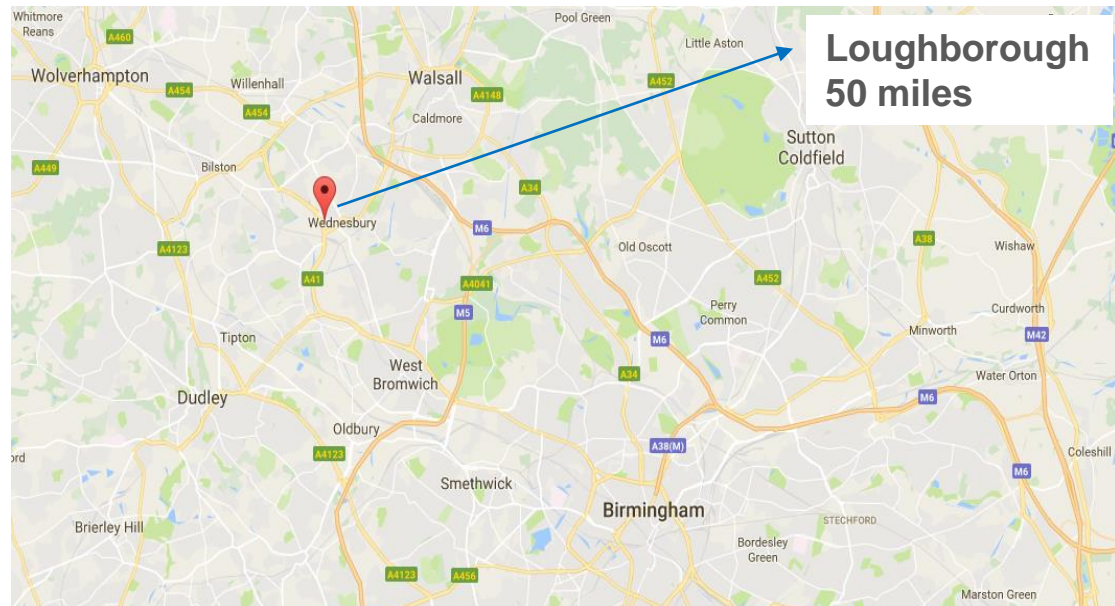 Whitmore
Reans
A460
Pool Green
Little Aston
Loughborough
50 miles
Wolverhampton
A454
Willenhall
Walsall
A452
A4148
A454
Caldmore
Sutton
Coldfield
A449
Bilston
A34
Wednesbury
M6
A38
Old Oscott
Wishaw
A4123
A41
A4041
A452
Perry
Common
Curdworth
M5
Minworth
M42
Tipton
M6
West
Bromwich
A34
Water Orton
Dudley
M6
Oldbury
A38(M)
A4123
Coleshill
M6
Smethwick
Birmingham
STECHFORD
Brierley Hill
Bordesley
Green
A4123
A456
Marston Green